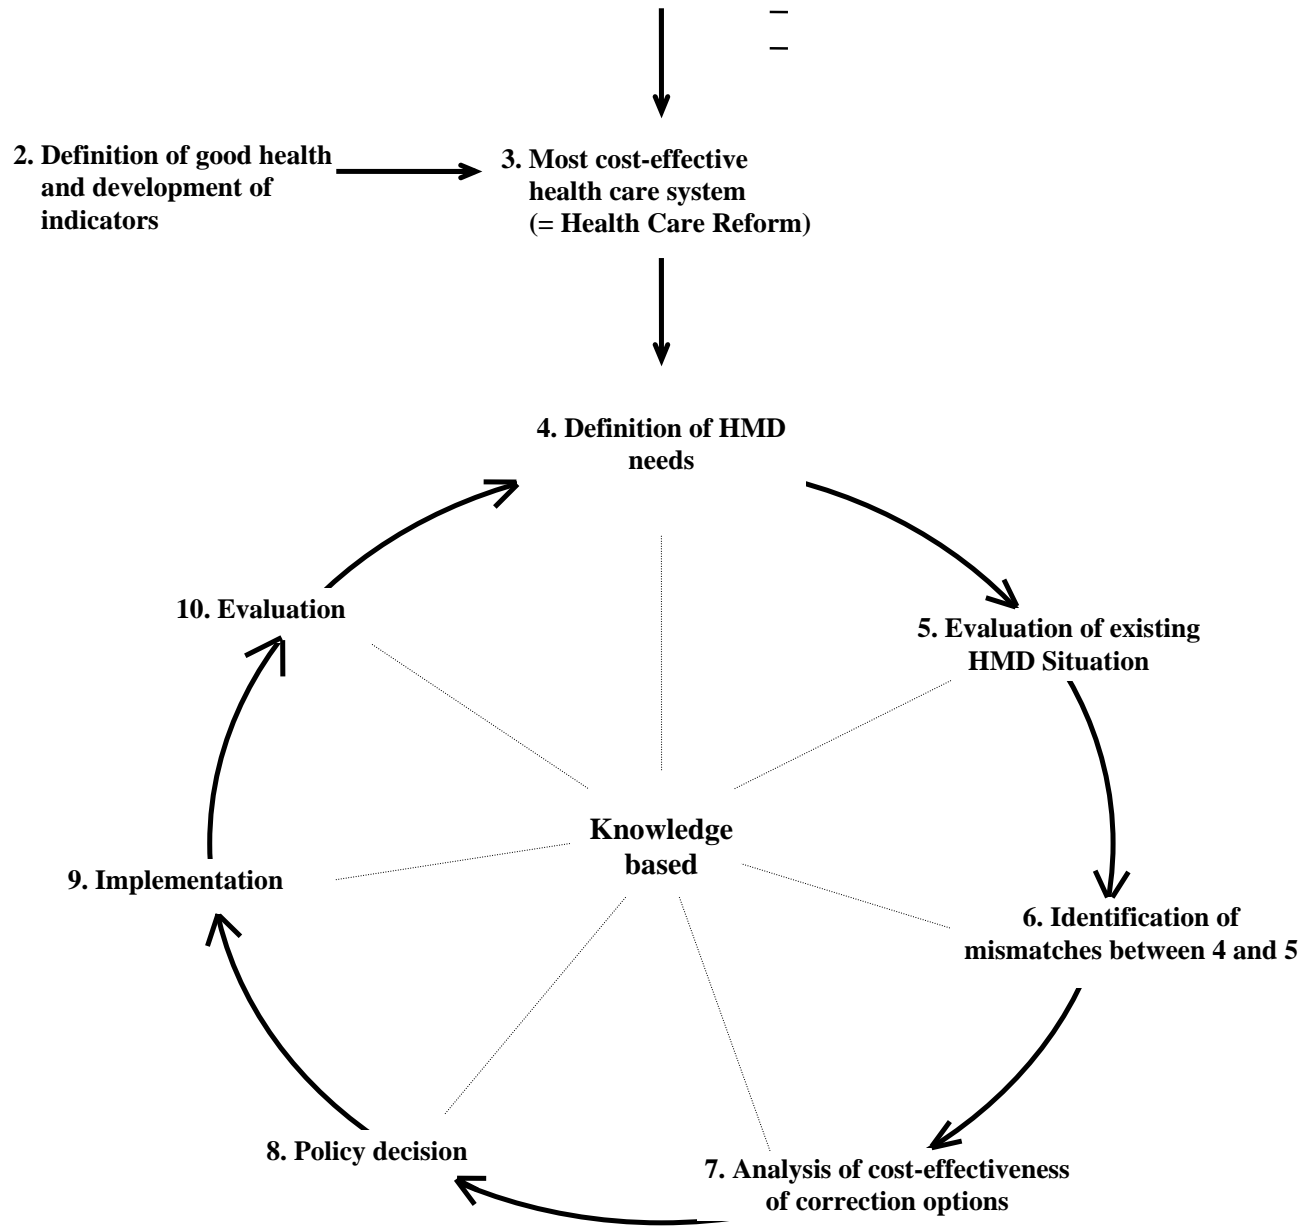 2. Definition of good health
and development of
indicators
3. Most cost-effective
health care system
(= Health Care Reform)
4. Definition of HMD
needs
10. Evaluation
5. Evaluation of existing
HMD Situation
Knowledge
based
9. Implementation
6. Identification of
mismatches between 4 and 5
8. Policy decision
7. Analysis of cost-effectiveness
of correction options